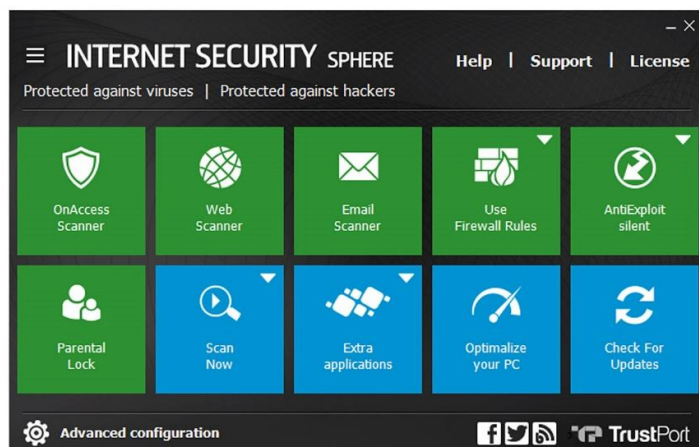 INTERNET SECURITY SPHERE
Help | Support | License
Protected against viruses | Protected against hackers
OnAccess
Scanner
Web
Scanner
Email
Scanner
Use
Firewall Rules
AntiExploit
silent
Parental
Lock
Scan
Now
Extra
applications
Optimalize
your PC
Check For
Updates
Advanced configuration
TrustPort